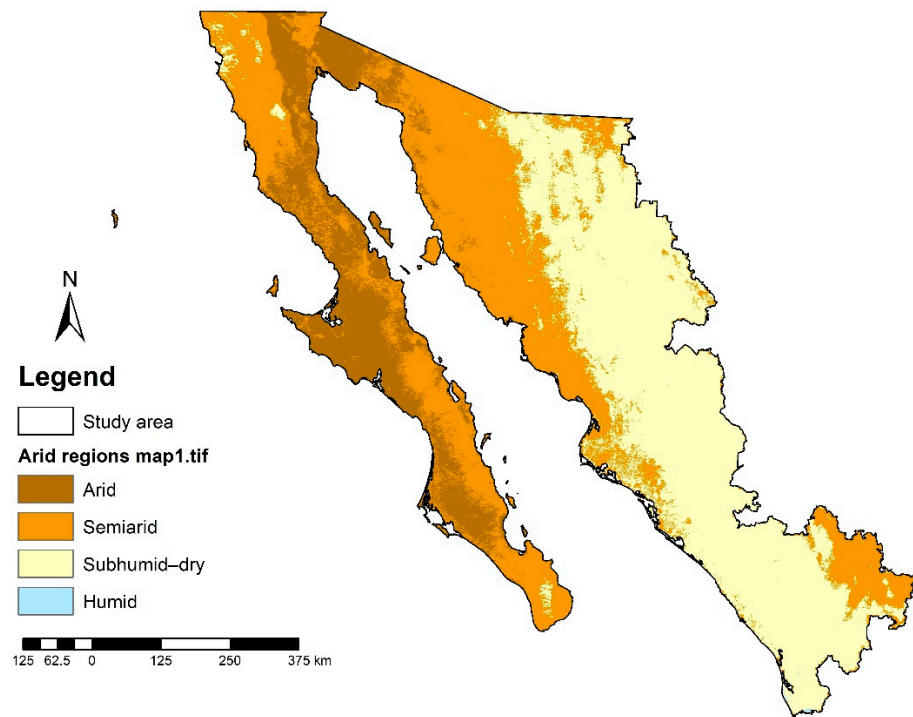 N
Legend
Study area
Arid regions map1.tif
Arid
Semiarid
Subhumid–dry
Humid
125 62.5 0 125 250 375 km